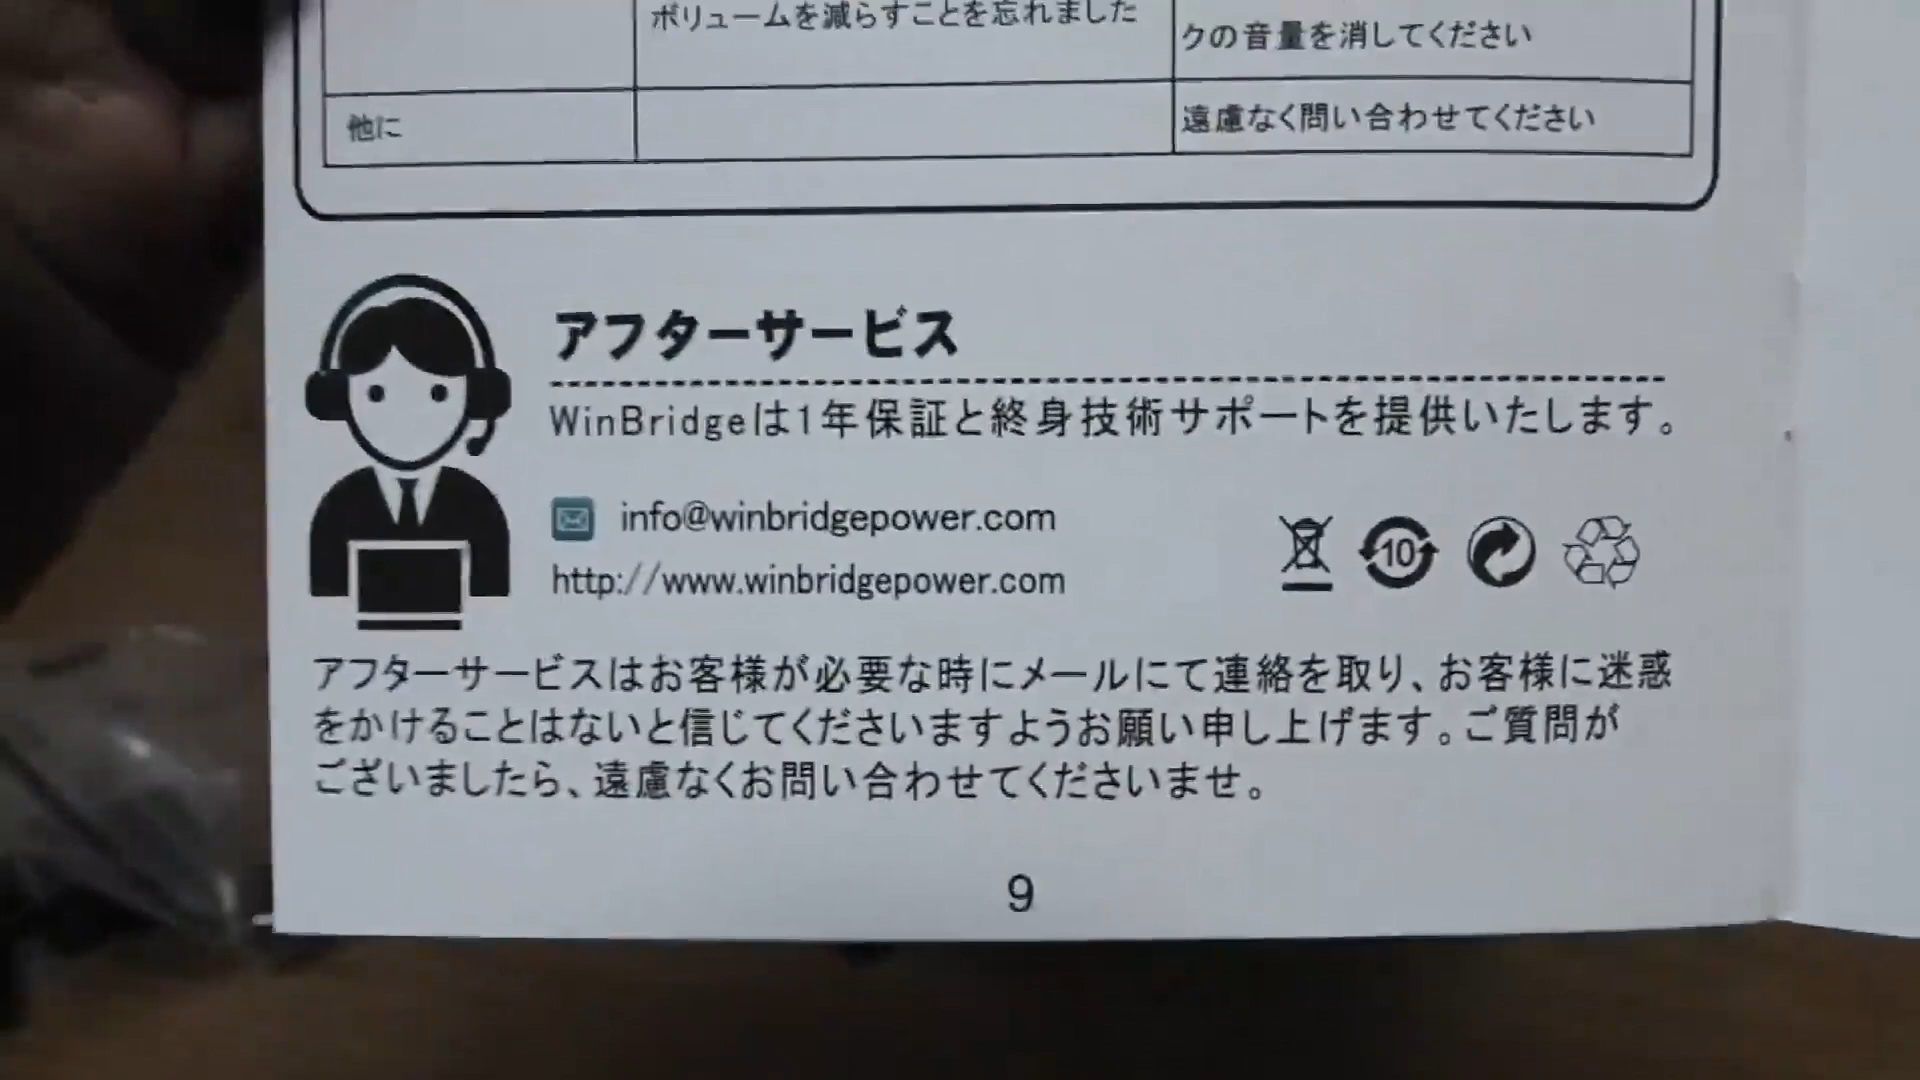 ボリュームを減らすことを忘れました
クの音量を消してください
他に
遠慮なく問い合わせてください
アフターサービス
WinBridgeは1年保証と終身技術サポートを提供いたします。
info@winbridgepower.com
http://www.winbridgepower.com
10
アフターサービスはお客様が必要な時にメールにて連絡を取り、お客様に迷惑
をかけることはないと信じてくださいますようお願い申し上げます。ご質問が
ございましたら、遠慮なくお問い合わせてくださいませ。
9